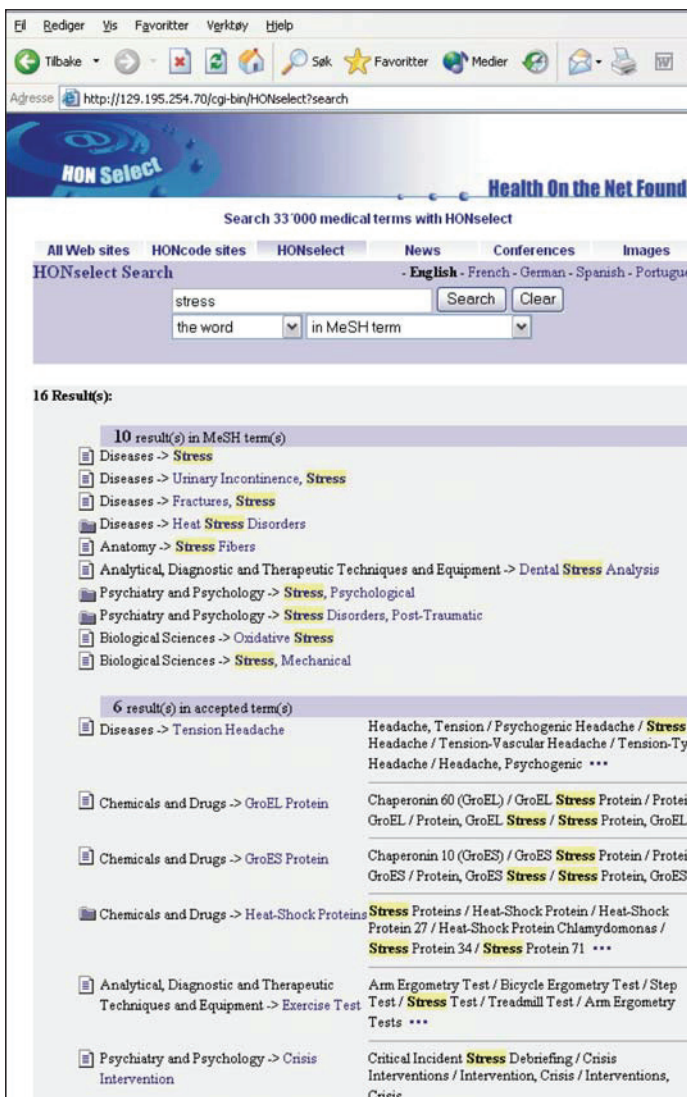 Fil Rediger Vis Favoritter Verktøy Hjelp
Tilbake Søk Favoritter Medier
Adresse http://129.195.254.70/cgi-bin/HONselect?search
HON Select
Health On the Net Found
Search 33´000 medical terms with HONselect
All Web sites HONcode sites HONselect News Conferences Images
HONselect Search - English - French - German - Spanish - Portugue
stress Search Clear
the word in MeSH term
16 Result(s):
10 result(s) in MeSH term(s)
Diseases -> Stress
Diseases -> Urinary Incontinence, Stress
Diseases -> Fractures, Stress
Diseases -> Heat Stress Disorders
Anatomy -> Stress Fibers
Analytical, Diagnostic and Therapeutic Techniques and Equipment -> Dental Stress Analysis
Psychiatry and Psychology -> Stress, Psychological
Psychiatry and Psychology -> Stress Disorders, Post-Traumatic
Biological Sciences -> Oxidative Stress
Biological Sciences -> Stress, Mechanical
6 result(s) in accepted term(s)
Diseases -> Tension Headache
Headache, Tension / Psychogenic Headache / Stress
Headache / Tension-Vascular Headache / Tension-Ty
Headache / Headache, Psychogenic ...
Chemicals and Drugs -> GroEL Protein
Chaperonin 60 (GroEL) / GroEL Stress Protein / Protei
GroEL / Protein, GroEL Stress / Stress Protein, GroEL
Chemicals and Drugs -> GroES Protein
Chaperonin 10 (GroES) / GroES Stress Protein / Protei
GroES / Protein, GroES Stress / Stress Protein, GroES
Chemicals and Drugs -> Heat-Shock Proteins
Stress Proteins / Heat-Shock Protein / Heat-Shock
Protein 27 / Heat-Shock Protein Chlamydomonas /
Stress Protein 34 / Stress Protein 71 ...
Analytical, Diagnostic and Therapeutic
Techniques and Equipment -> Exercise Test
Arm Ergometry Test / Bicycle Ergometry Test / Step
Test / Stress Test / Treadmill Test / Arm Ergometry
Tests ...
Psychiatry and Psychology -> Crisis
Intervention
Critical Incident Stress Debriefing / Crisis
Interventions / Intervention, Crisis / Interventions,
Crisis